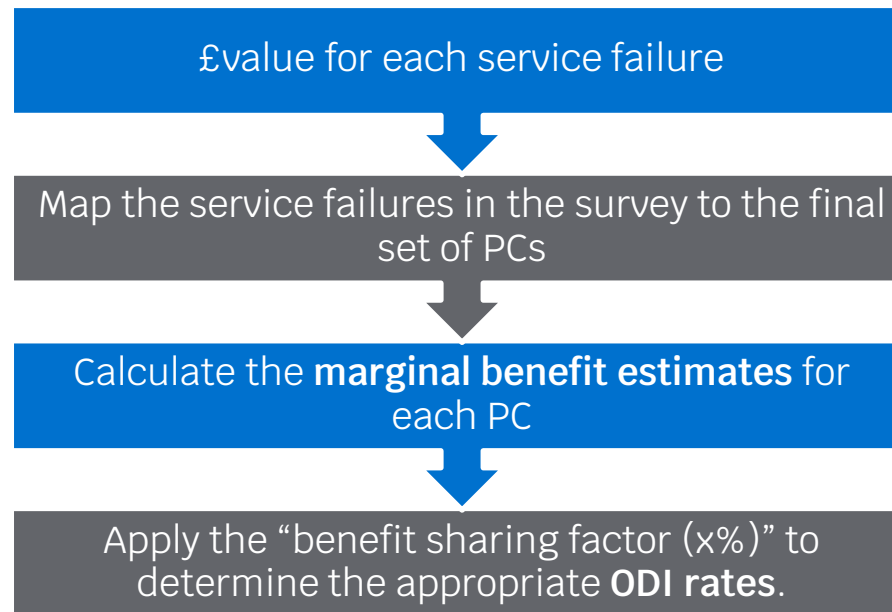 £value for each service failure
Map the service failures in the survey to the final
set of PCs
Calculate the marginal benefit estimates for
each PC
Apply the “benefit sharing factor (x%)” to
determine the appropriate ODI rates.